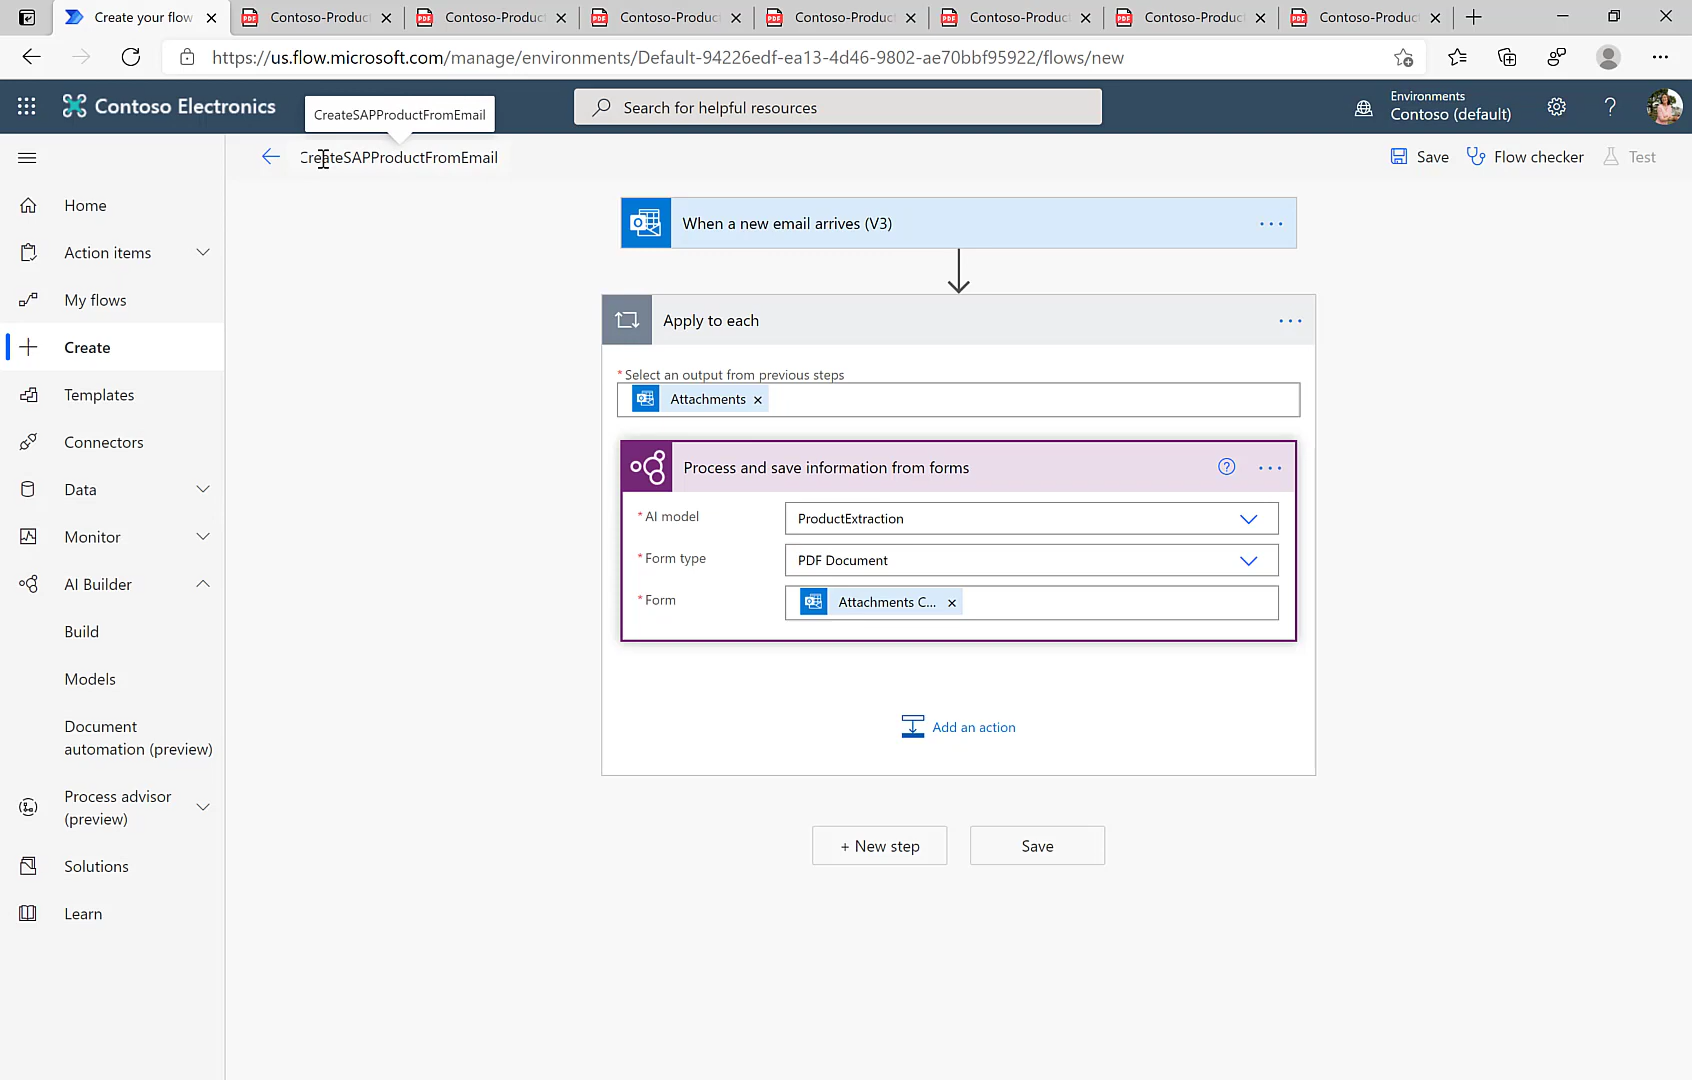 Create your flow
Contoso-Product
Contoso-Product
Contoso-Product
Contoso-Product
Contoso-Product
Contoso-Product
Contoso-Product
https://us.flow.microsoft.com/manage/environments/Default-94226edf-ea13-4d46-9802-ae70bbf95922/flows/new
Contoso Electronics
CreateSAPProductFromEmail
Search for helpful resources
Environments
Contoso (default)
CreateSAPProductFromEmail
Save
Flow checker
Test
Home
Action items
My flows
Create
Templates
Connectors
Data
Monitor
AI Builder
Build
Models
Document
automation (preview)
Process advisor
(preview)
Solutions
Learn
When a new email arrives (V3)
Apply to each
* Select an output from previous steps
Attachments
Process and save information from forms
* AI model
ProductExtraction
* Form type
PDF Document
* Form
Attachments C...
Add an action
+ New step
Save